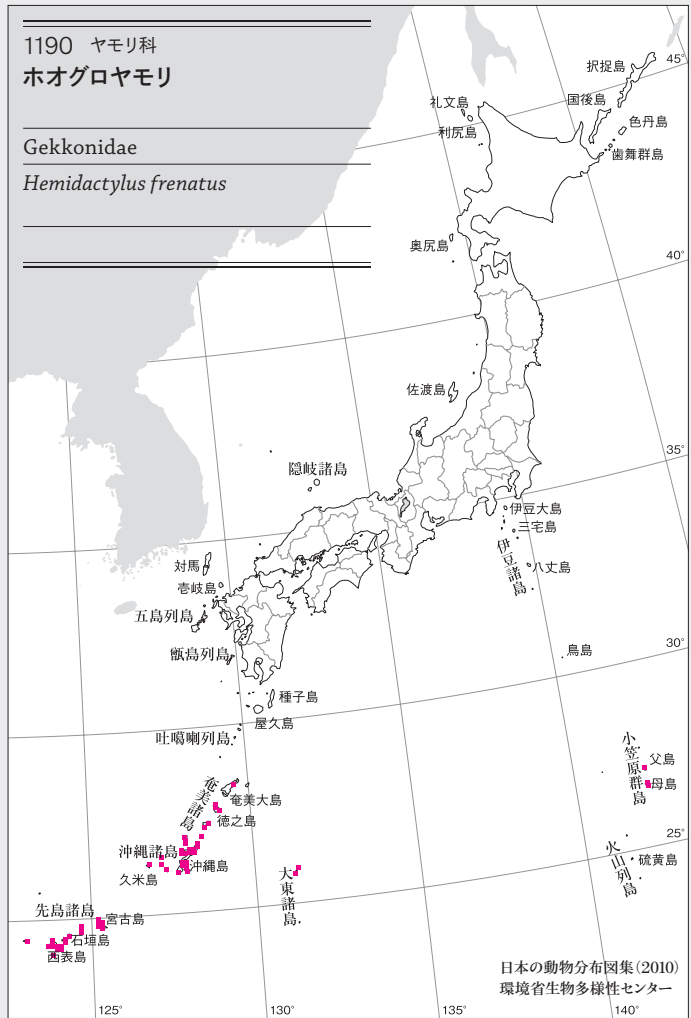 1190 ヤモリ科
ホオグロヤモリ
Gekkonidae
Hemidactylus frenatus
択捉島
45°
礼文島
国後島
利尻島
色丹島
歯舞群島
奥尻島
40°
佐渡島
35°
隠岐諸島
伊豆大島
三宅島
伊豆諸島
八丈島
対馬
壱岐島
五島列島
甑島列島
鳥島
30°
種子島
屋久島
吐噶喇列島
小笠原群島
父島
母島
奄美諸島
奄美大島
徳之島
25°
沖縄諸島
沖縄島
久米島
大東諸島
火山列島
硫黄島
先島諸島
宮古島
石垣島
西表島
日本の動物分布図集(2010)
環境省生物多様性センター
125°
130°
135°
140°